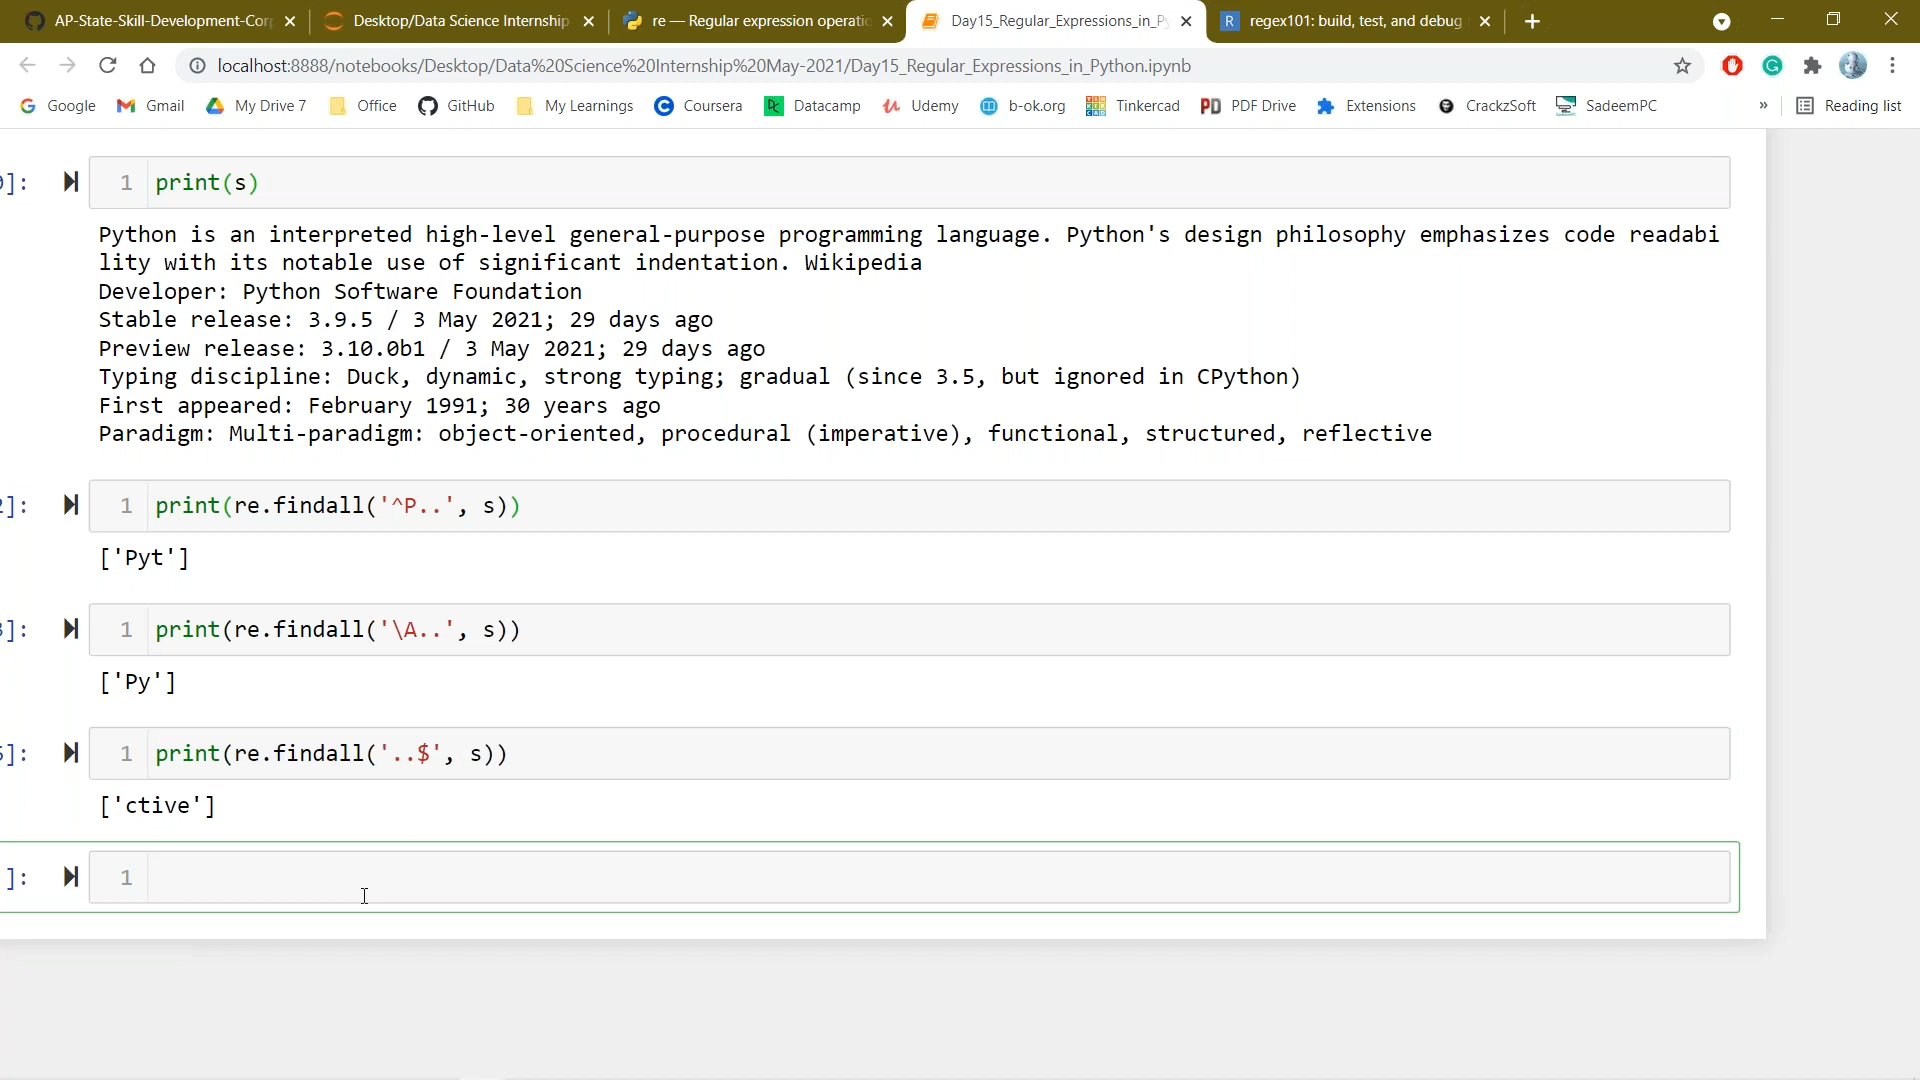 AP-State-Skill-Development-Cor
Desktop/Data Science Internship
re — Regular expression operatio
Day15_Regular_Expressions_in_P
regex101: build, test, and debug
localhost:8888/notebooks/Desktop/Data%20Science%20Internship%20May-2021/Day15_Regular_Expressions_in_Python.ipynb
Google
Gmail
My Drive 7
Office
GitHub
My Learnings
Coursera
Datacamp
Udemy
b-ok.org
Tinkercad
PDF Drive
Extensions
CrackzSoft
SadeemPC
»
Reading list
]: 1 print(s)
Python is an interpreted high-level general-purpose programming language. Python's design philosophy emphasizes code readabi
lity with its notable use of significant indentation. Wikipedia
Developer: Python Software Foundation
Stable release: 3.9.5 / 3 May 2021; 29 days ago
Preview release: 3.10.0b1 / 3 May 2021; 29 days ago
Typing discipline: Duck, dynamic, strong typing; gradual (since 3.5, but ignored in CPython)
First appeared: February 1991; 30 years ago
Paradigm: Multi-paradigm: object-oriented, procedural (imperative), functional, structured, reflective
]: 1 print(re.findall('^P..', s))
['Pyt']
]: 1 print(re.findall('\A..', s))
['Py']
]: 1 print(re.findall('..$', s))
['ctive']
]: 1